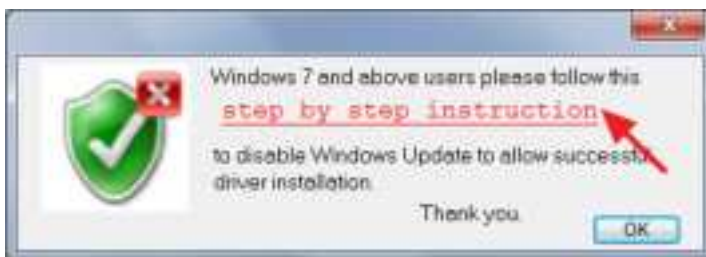 Windows 7 and above users please follow this
step by step instruction
to disable Windows Update to allow successful
driver installation.
Thank you.
OK